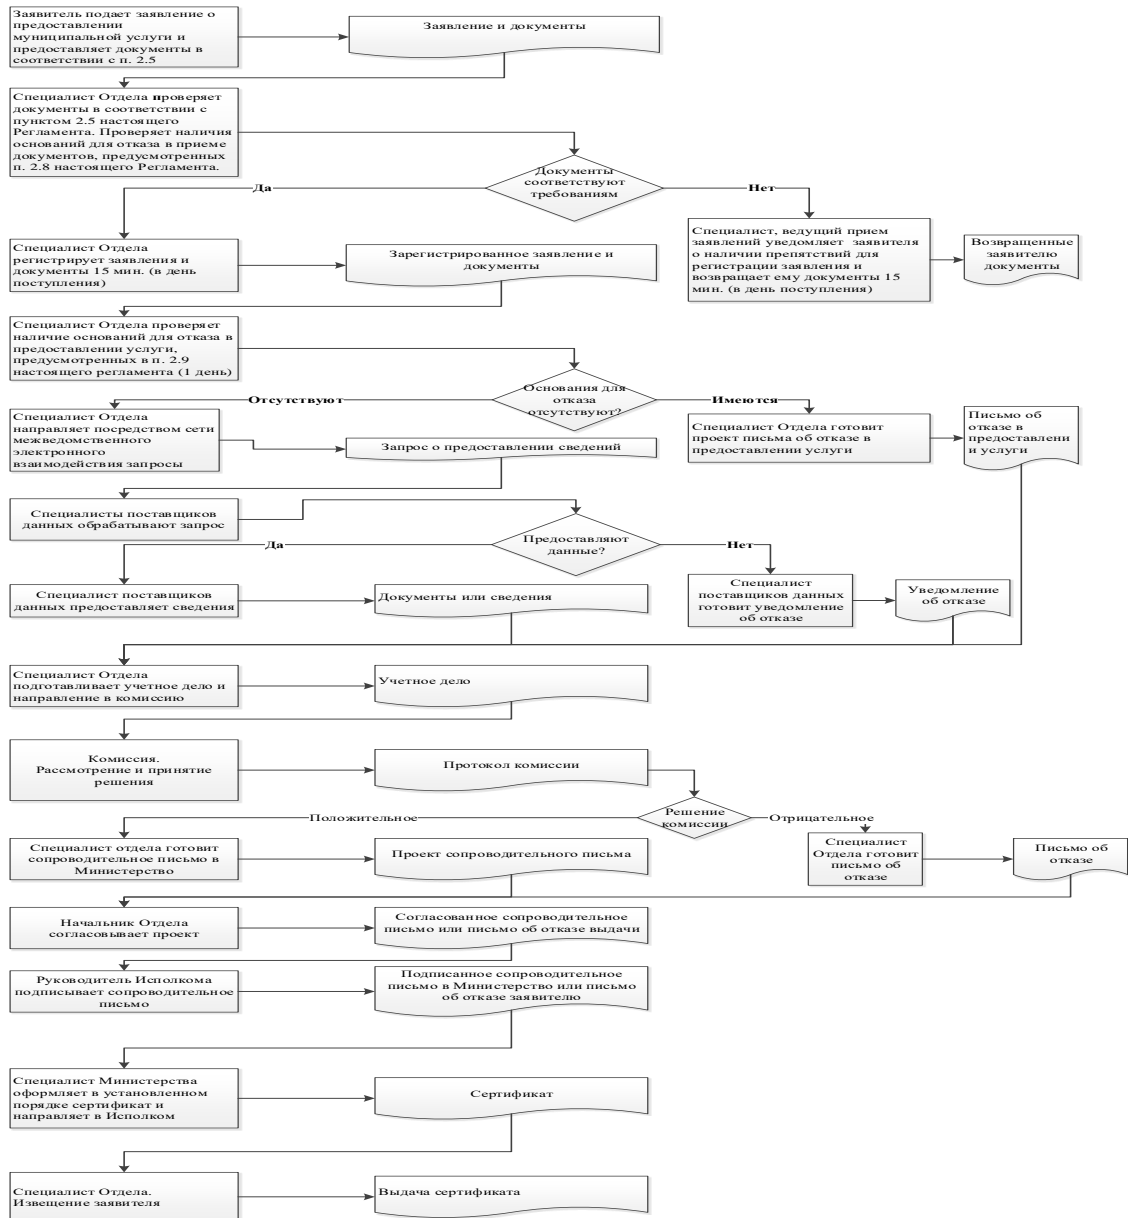 Заявитель подает заявление о
предоставлении
муниципальной услуги и
предоставляет документы в
соответствии с п. 2.5
Заявление и документы
Специалист Отдела проверяет
документы в соответствии с
пунктом 2.5 настоящего
Регламента. Проверяет наличия
оснований для отказа в приеме
документов, предусмотренных
п. 2.8 настоящего Регламента.
Документы
соответствуют
требованиям
Да
Нет
Специалист Отдела
регистрирует заявления и
документы 15 мин. (в день
поступления)
Зарегистрированное заявление и
документы
Специалист, ведущий прием
заявлений уведомляет заявителя
о наличии препятствий для
регистрации заявления и
возвращает ему документы 15
мин. (в день поступления)
Возвращенные
заявителю
документы
Специалист Отдела проверяет
наличие оснований для отказа в
предоставлении услуги,
предусмотренных в п. 2.9
настоящего регламента (1 день)
Основания для
отказа
отсутствуют?
Отсутствуют
Имеются
Специалист Отдела
направляет посредством сети
межведомственного
электронного
взаимодействия запросы
Запрос о предоставлении сведений
Специалист Отдела готовит
проект письма об отказе в
предоставлении услуги
Письмо об
отказе в
предоставлени
и услуги
Специалисты поставщиков
данных обрабатывают запрос
Предоставляют
данные?
Да
Нет
Специалист поставщиков
данных предоставляет сведения
Документы или сведения
Специалист
поставщиков данных
готовит уведомление
об отказе
Уведомление
об отказе
Специалист Отдела
подготавливает учетное дело и
направление в комиссию
Учетное дело
Комиссия.
Рассмотрение и принятие
решения
Протокол комиссии
Решение
комиссии
Положительное
Отрицательное
Специалист отдела готовит
сопроводительное письмо в
Министерство
Проект сопроводительного письма
Специалист
Отдела готовит
письмо об
отказе
Письмо об
отказе
Начальник Отдела
согласовывает проект
Согласованное сопроводительное
письмо или письмо об отказе выдачи
Руководитель Исполкома
подписывает сопроводительное
письмо
Подписанное сопроводительное
письмо в Министерство или письмо
об отказе заявителю
Специалист Министерства
оформляет в установленном
порядке сертификат и
направляет в Исполком
Сертификат
Специалист Отдела.
Извещение заявителя
Выдача сертификата